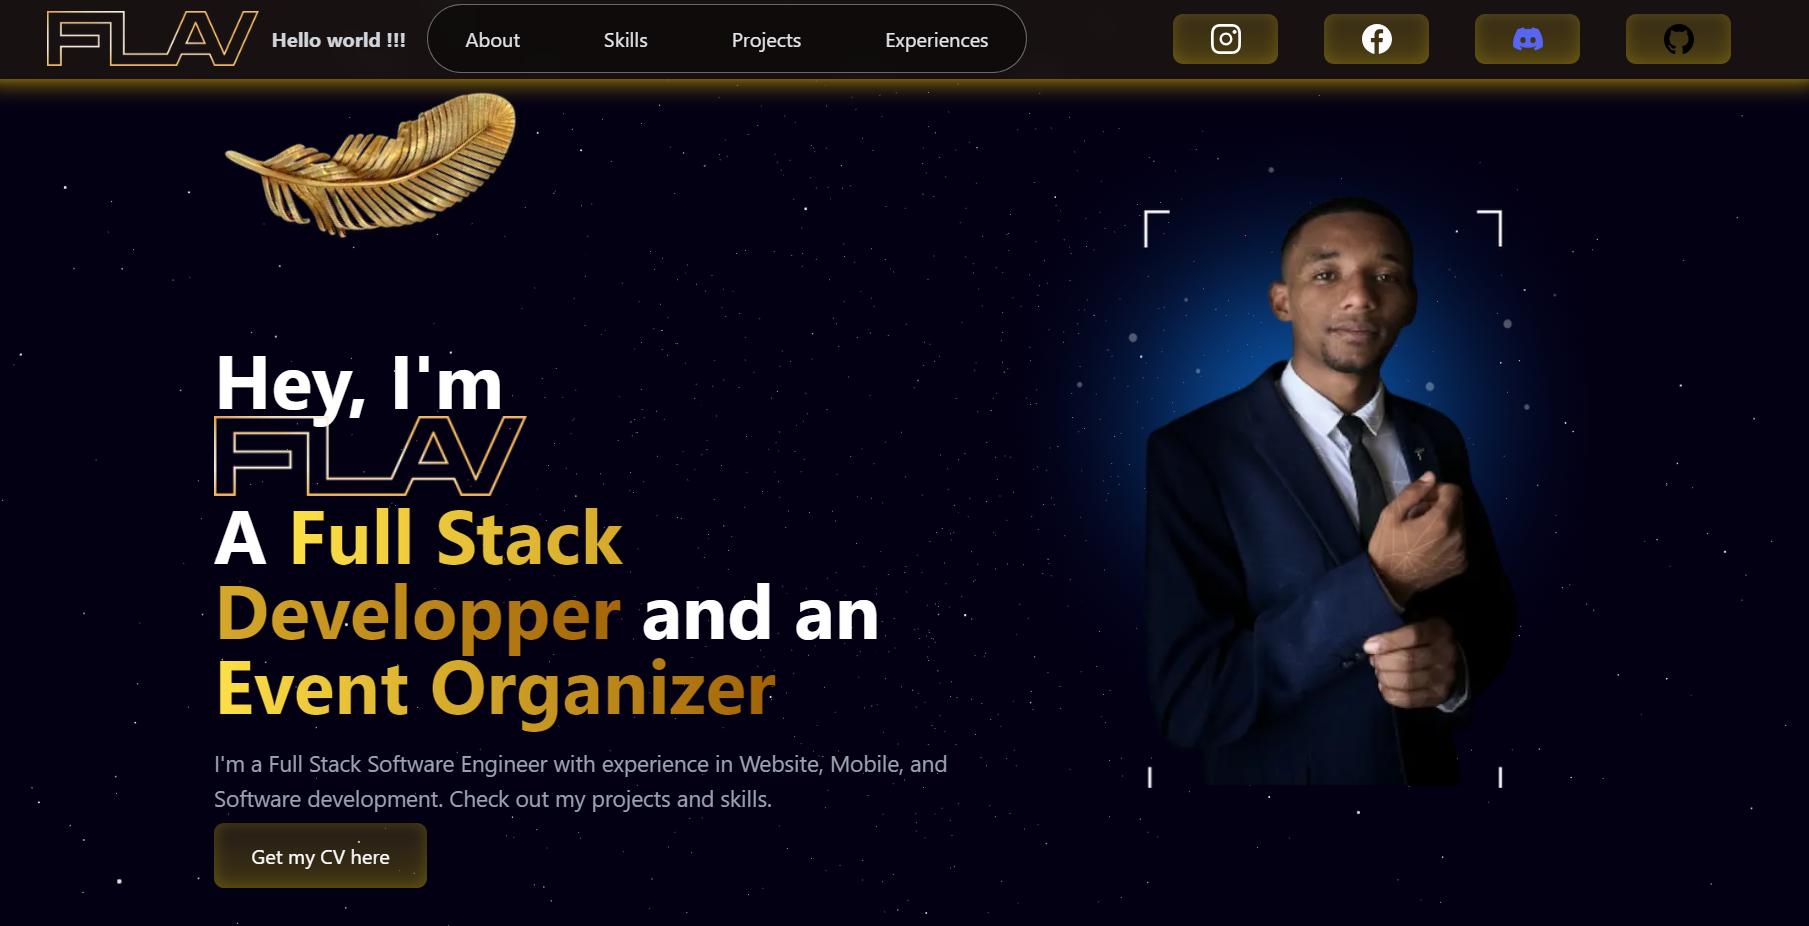 FLAV
Hello world !!!
About
Skills
Projects
Experiences
Hey, I'm
FLAV
A Full Stack
Developper and an
Event Organizer
I'm a Full Stack Software Engineer with experience in Website, Mobile, and
Software development. Check out my projects and skills.
Get my CV here